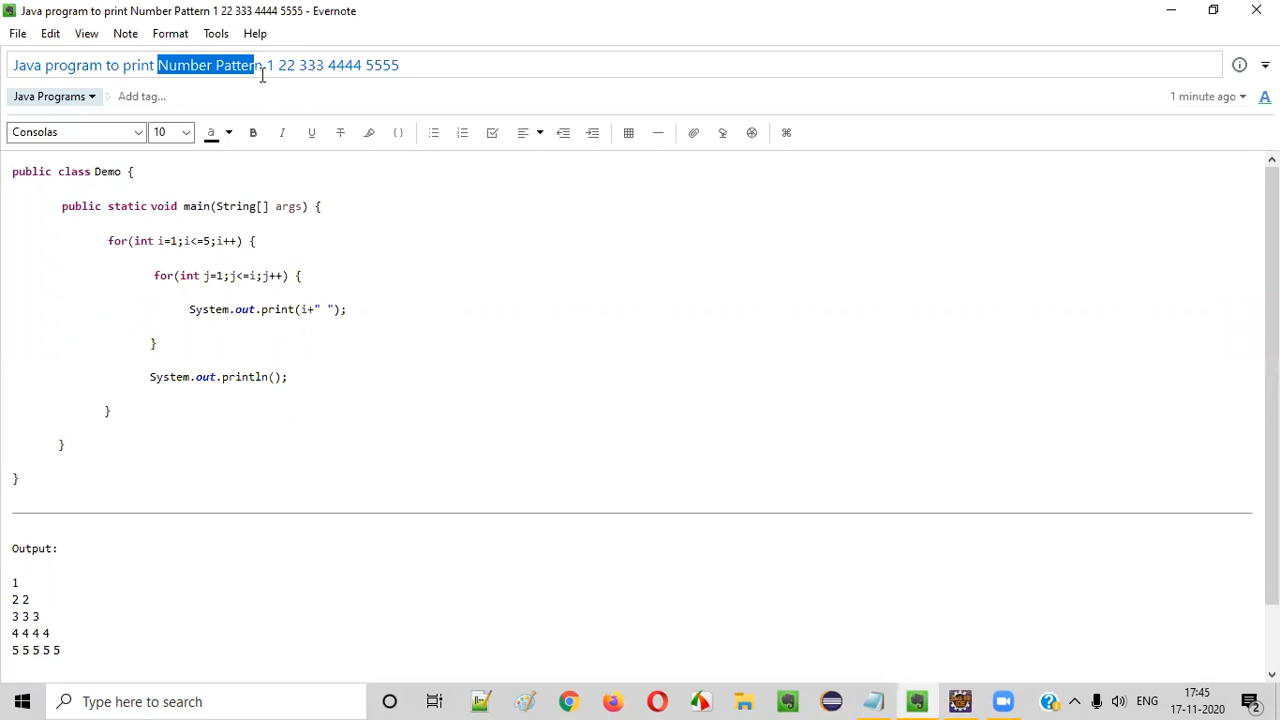 Java program to print Number Pattern 1 22 333 4444 5555 - Evernote
File Edit View Note Format Tools Help
Java program to print Number Pattern 1 22 333 4444 5555
Java Programs Add tag... 1 minute ago
Consolas 10
public class Demo {
public static void main(String[] args) {
for(int i=1;i<=5;i++) {
for(int j=1;j<=i;j++) {
System.out.print(i+" ");
}
System.out.println();
}
}
}
Output:
1
2 2
3 3 3
4 4 4 4
5 5 5 5 5
Type here to search ENG 17:45
17-11-2020 2